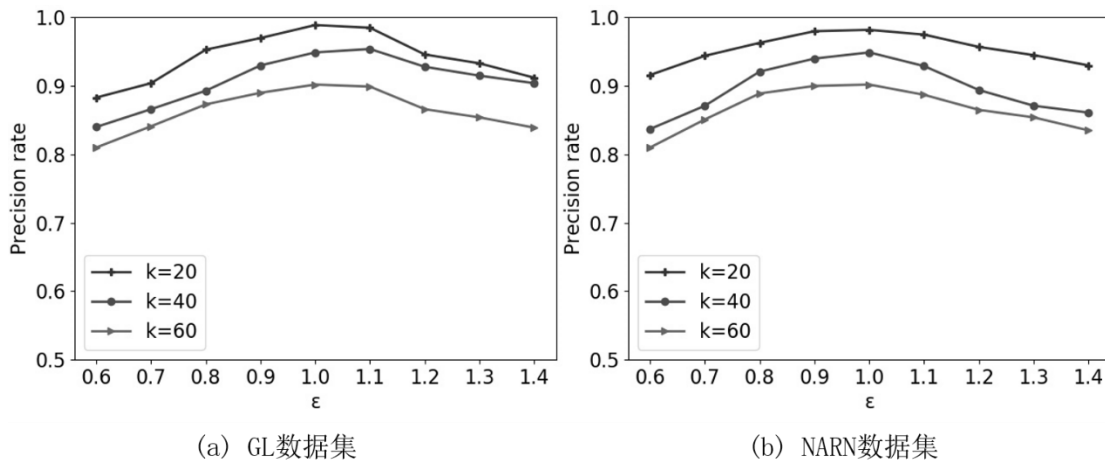 1.0
0.9
0.8
0.7
0.6
0.5
Precision rate
k=20
k=40
k=60
0.6 0.7 0.8 0.9 1.0 1.1 1.2 1.3 1.4
ε
(a) GL数据集
1.0
0.9
0.8
0.7
0.6
0.5
Precision rate
k=20
k=40
k=60
0.6 0.7 0.8 0.9 1.0 1.1 1.2 1.3 1.4
ε
(b) NARN数据集